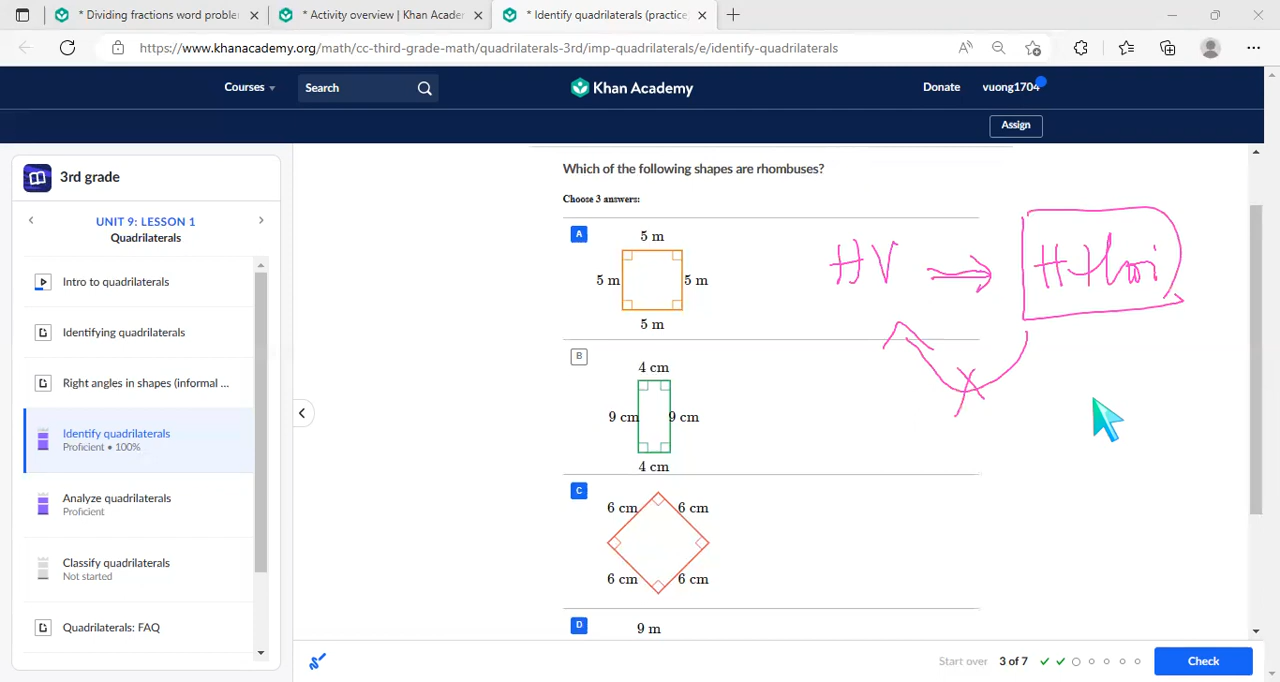 * Dividing fractions word proble
* Activity overview | Khan Acade
* Identify quadrilaterals (practice
https://www.khanacademy.org/math/cc-third-grade-math/quadrilaterals-3rd/imp-quadrilaterals/e/identify-quadrilaterals
Courses
Search
Khan Academy
Donate
vuong1704
Assign
3rd grade
UNIT 9: LESSON 1
Quadrilaterals
Intro to quadrilaterals
Identifying quadrilaterals
Right angles in shapes (informal ...
Identify quadrilaterals
Proficient • 100%
Analyze quadrilaterals
Proficient
Classify quadrilaterals
Not started
Quadrilaterals: FAQ
Which of the following shapes are rhombuses?
Choose 3 answers:
A
5 m
5 m 5 m
5 m
HV
B
4 cm
9 cm 9 cm
4 cm
C
6 cm 6 cm
6 cm 6 cm
D
9 m
Start over
3 of 7
Check